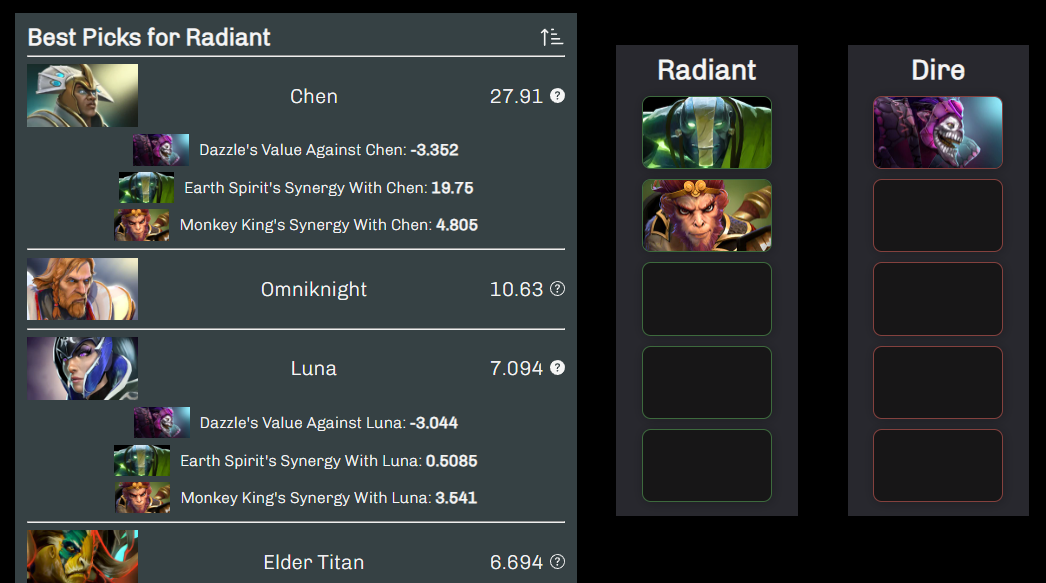 Best Picks for Radiant
Chen 27.91 ?
Dazzle's Value Against Chen: -3.352
Earth Spirit's Synergy With Chen: 19.75
Monkey King's Synergy With Chen: 4.805
Omniknight 10.63 ?
Luna 7.094 ?
Dazzle's Value Against Luna: -3.044
Earth Spirit's Synergy With Luna: 0.5085
Monkey King's Synergy With Luna: 3.541
Elder Titan 6.694 ?
Radiant
Dire